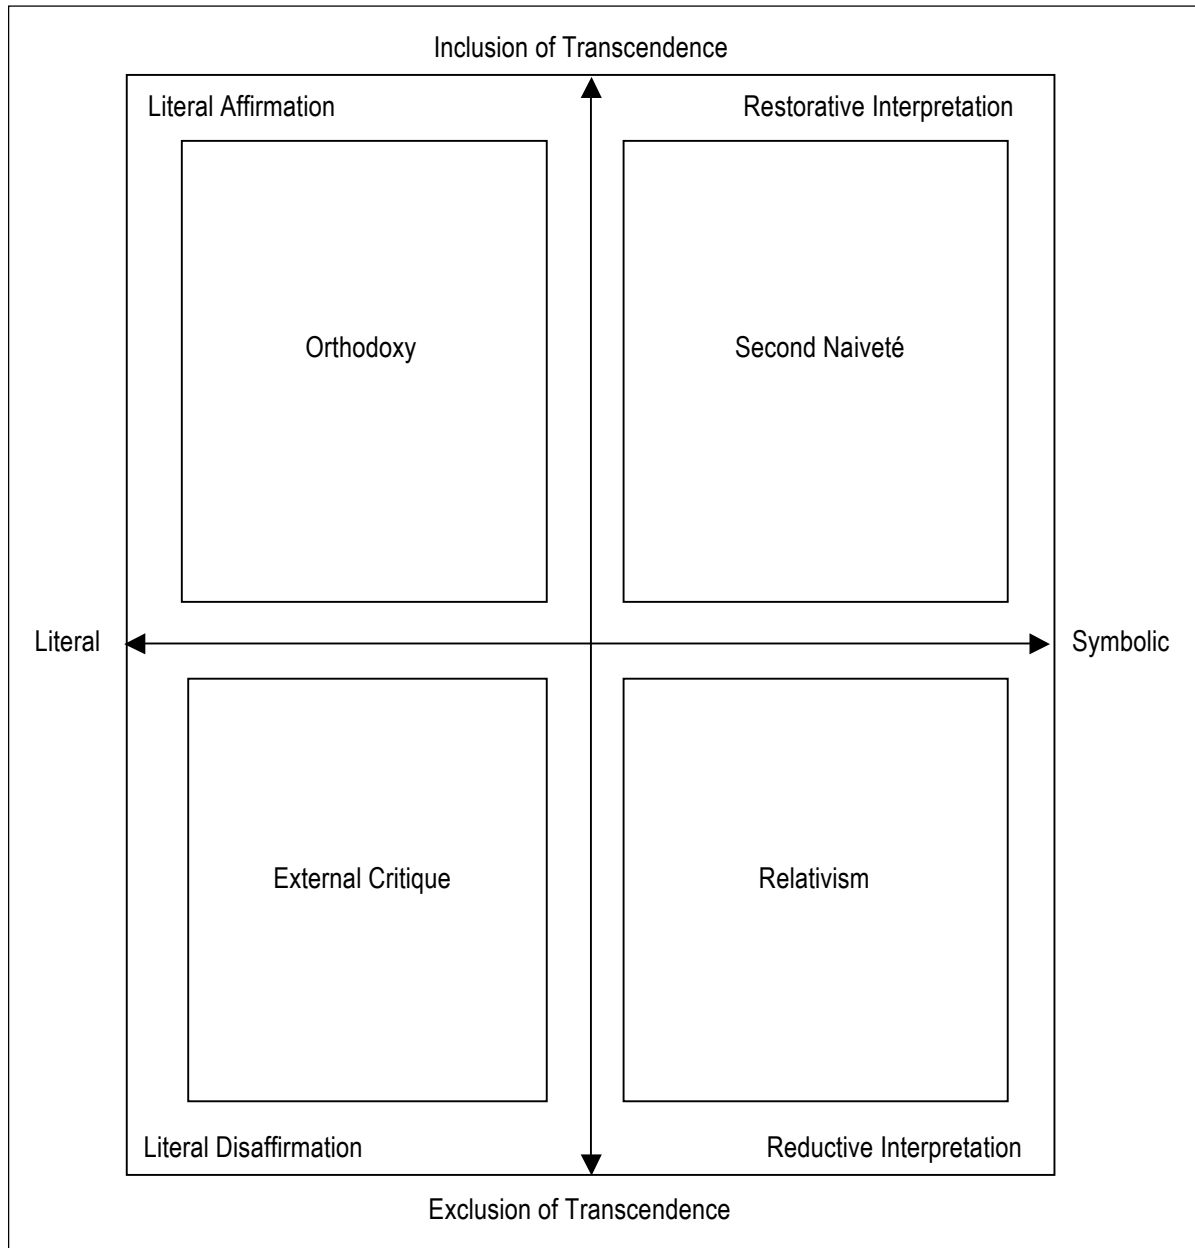 Inclusion of Transcendence
Literal Affirmation
Restorative Interpretation
Orthodoxy
Second Naiveté
Literal
Symbolic
External Critique
Relativism
Literal Disaffirmation
Reductive Interpretation
Exclusion of Transcendence